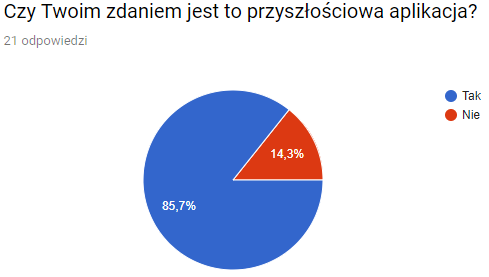 Czy Twoim zdaniem jest to przyszłościowa aplikacja?
21 odpowiedzi
Tak
Nie
14,3%
85,7%